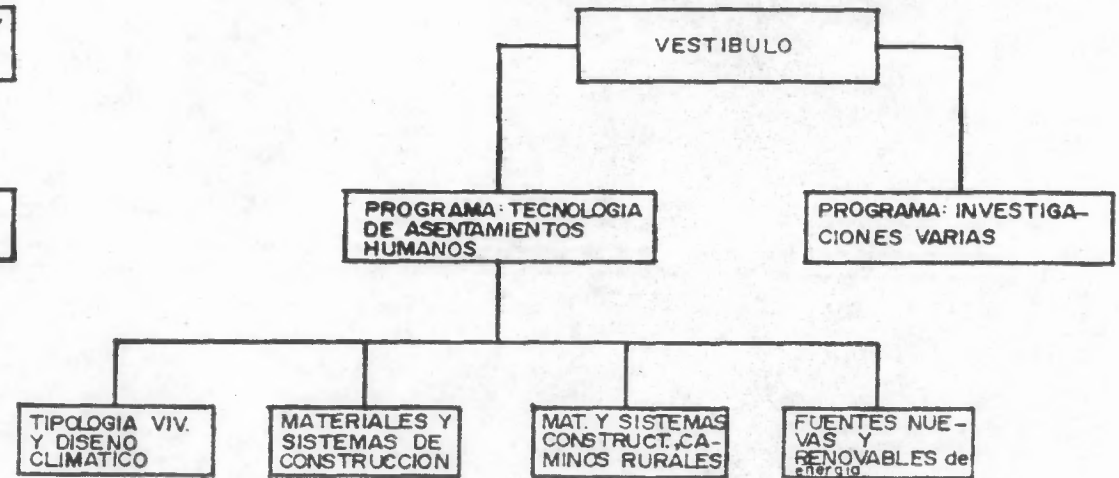 VESTIBULO
PROGRAMA: TECNOLOGIA
DE ASENTAMIENTOS
HUMANOS
PROGRAMA: INVESTIGA-
CIONES VARIAS
TIPOLOGIA VIV.
Y DISENO
CLIMATICO
MATERIALES Y
SISTEMAS DE
CONSTRUCCION
MAT. Y SISTEMAS
CONSTRUCT.,CA-
MINOS RURALES
FUENTES NUE-
VAS Y
RENOVABLES de
energia